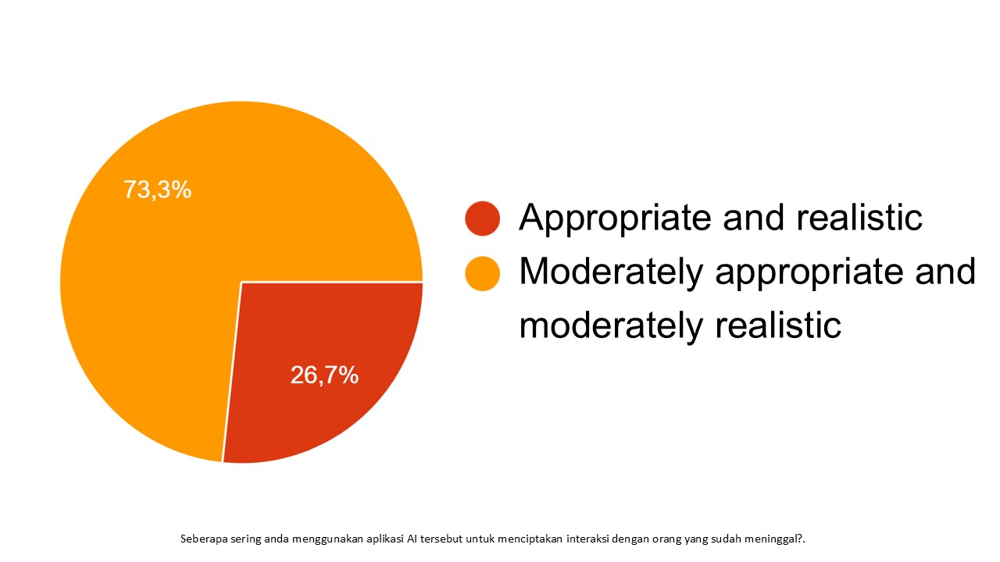 73,3%
26,7%
Appropriate and realistic
Moderately appropriate and
moderately realistic
Seberapa sering anda menggunakan aplikasi AI tersebut untuk menciptakan interaksi dengan orang yang sudah meninggal?.